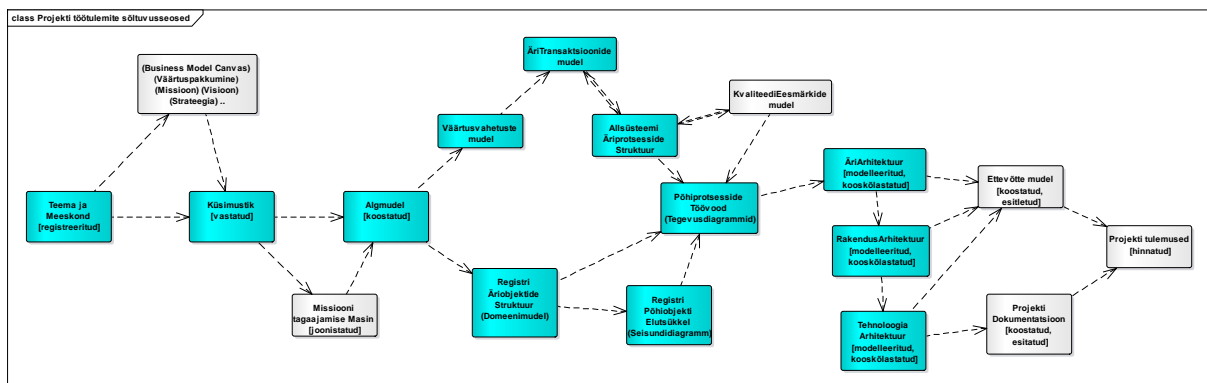 class Projekti töötulemite sõltuvusseosed
(Business Model Canvas)
(Väärtuspakkumine)
(Missioon) (Visioon)
(Strateegia) ..
ÄriTransaktsioonide
mudel
KvaliteediEesmärkide
mudel
Väärtusvahetuste
mudel
Allsüsteemi
Äriprotsesside
Struktuur
Teema ja
Meeskond
[registreeritud]
Küsimustik
[vastatud]
Algmudel
[koostatud]
Põhiprotsesside
Töövood
(Tegevusdiagrammid)
ÄriArhitektuur
[modelleeritud,
kooskõlastatud]
Ettevõtte mudel
[koostatud,
esitletud]
RakendusArhitektuur
[modelleeritud,
kooskõlastatud]
Projekti tulemused
[hinnatud]
Missiooni
tagaajamise Masin
[joonistatud]
Registri
Äriobjektide
Struktuur
(Domeenimudel)
Registri
Põhiobjekti
Elutsükkel
(Seisundidiagramm)
Tehnoloogia
Arhitektuur
[modelleeritud,
kooskõlastatud]
Projekti
Dokumentatsioon
[koostatud,
esitatud]